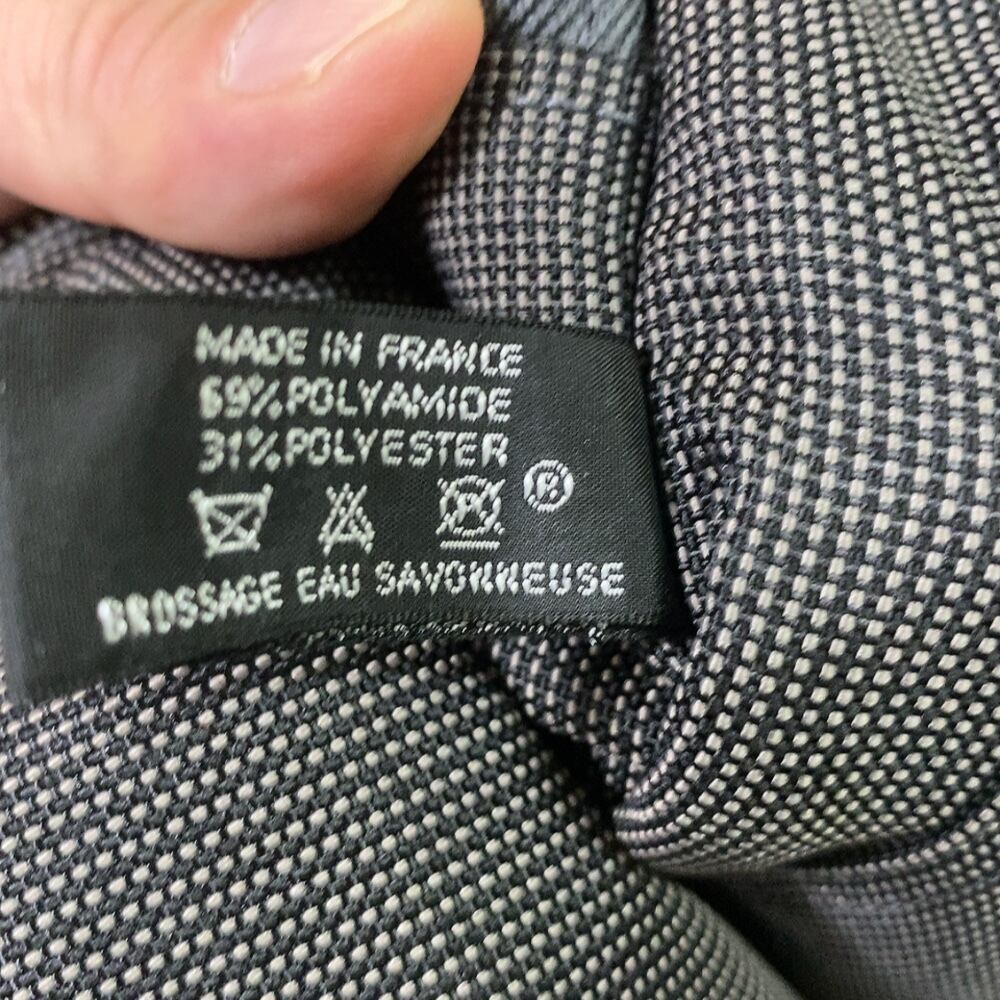 MADE IN FRANCE
69% POLYAMIDE
31% POLYESTER
®
BROSSAGE EAU SAVONNEUSE